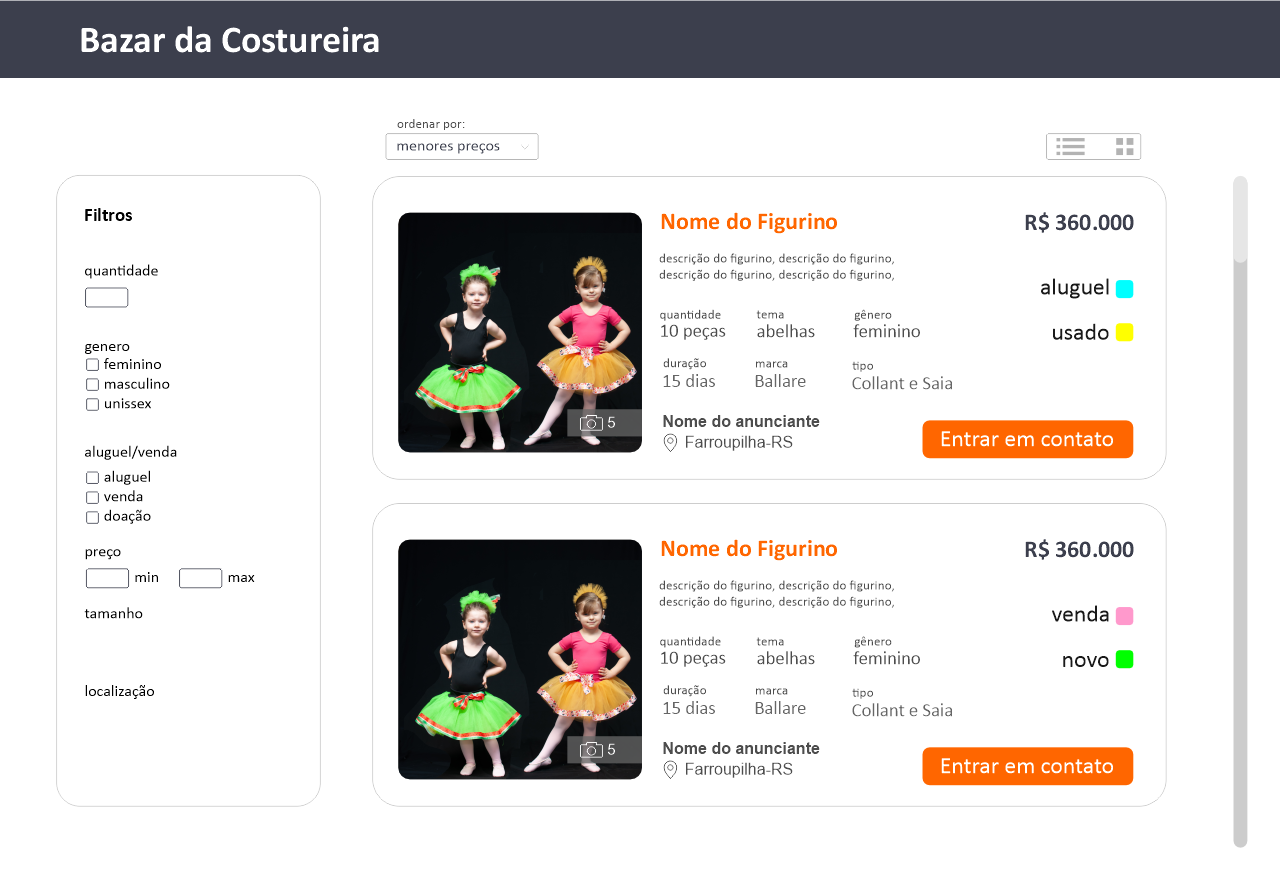 Bazar da Costureira
ordenar por:
menores preços
Filtros
quantidade
genero
feminino
masculino
unissex
aluguel/venda
aluguel
venda
doação
preço
min max
tamanho
localização
Nome do Figurino
R$ 360.000
descrição do figurino, descrição do figurino,
descrição do figurino, descrição do figurino,
aluguel
usado
quantidade tema gênero
10 peças abelhas feminino
duração marca tipo
15 dias Ballare Collant e Saia
5
Nome do anunciante
Farroupilha-RS
Entrar em contato
Nome do Figurino
R$ 360.000
descrição do figurino, descrição do figurino,
descrição do figurino, descrição do figurino,
venda
novo
quantidade tema gênero
10 peças abelhas feminino
duração marca tipo
15 dias Ballare Collant e Saia
5
Nome do anunciante
Farroupilha-RS
Entrar em contato